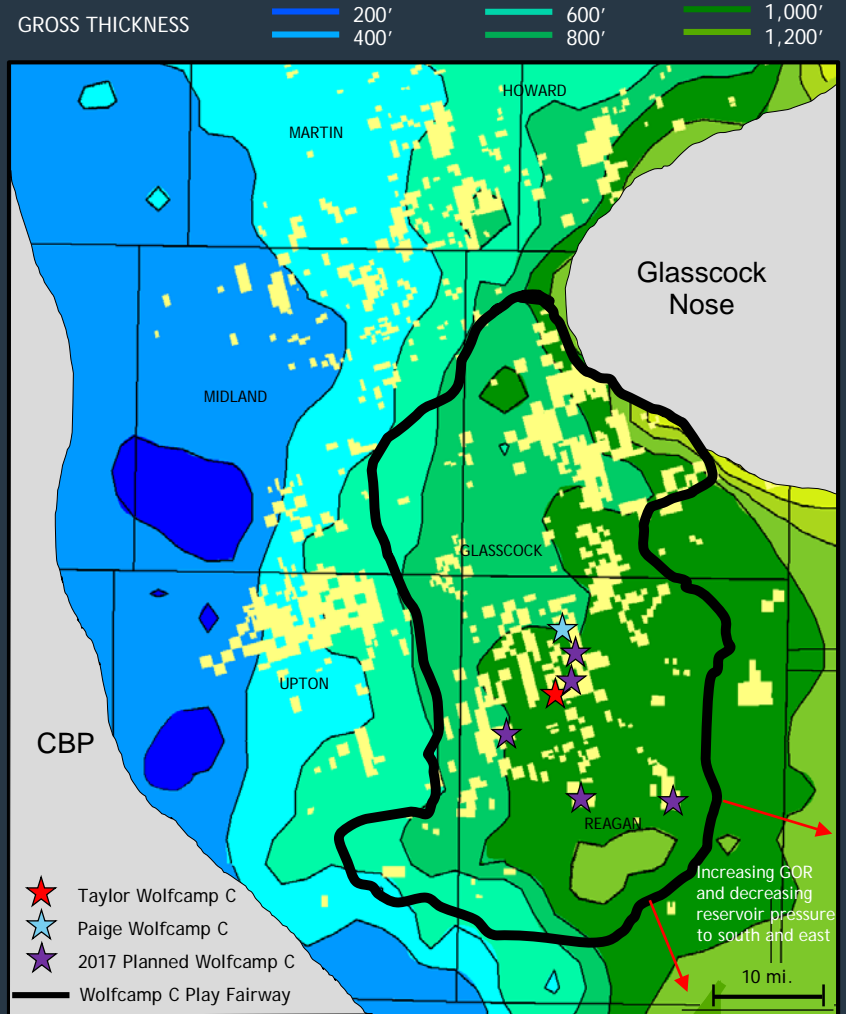 GROSS THICKNESS
200’
400’
600’
800’
1,000’
1,200’
HOWARD
MARTIN
Glasscock
Nose
MIDLAND
GLASSCOCK
UPTON
CBP
REAGAN
Increasing GOR
and decreasing
reservoir pressure
to south and east
Taylor Wolfcamp C
Paige Wolfcamp C
2017 Planned Wolfcamp C
Wolfcamp C Play Fairway
10 mi.